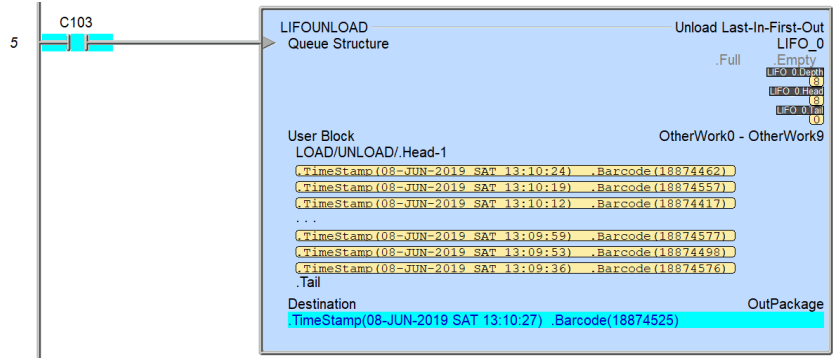 C103
5
LIFOUNLOAD Unload Last-In-First-Out
Queue Structure LIFO_0
.Full .Empty
LIFO_0.Depth
8
LIFO_0.Head
8
LIFO_0.Tail
0
User Block OtherWork0 - OtherWork9
LOAD/UNLOAD/.Head-1
.TimeStamp(08-JUN-2019 SAT 13:10:24) .Barcode(18874462)
.TimeStamp(08-JUN-2019 SAT 13:10:19) .Barcode(18874557)
.TimeStamp(08-JUN-2019 SAT 13:10:12) .Barcode(18874417)
. . .
.TimeStamp(08-JUN-2019 SAT 13:09:59) .Barcode(18874577)
.TimeStamp(08-JUN-2019 SAT 13:09:53) .Barcode(18874498)
.TimeStamp(08-JUN-2019 SAT 13:09:36) .Barcode(18874576)
.Tail
Destination OutPackage
.TimeStamp(08-JUN-2019 SAT 13:10:27) .Barcode(18874525)